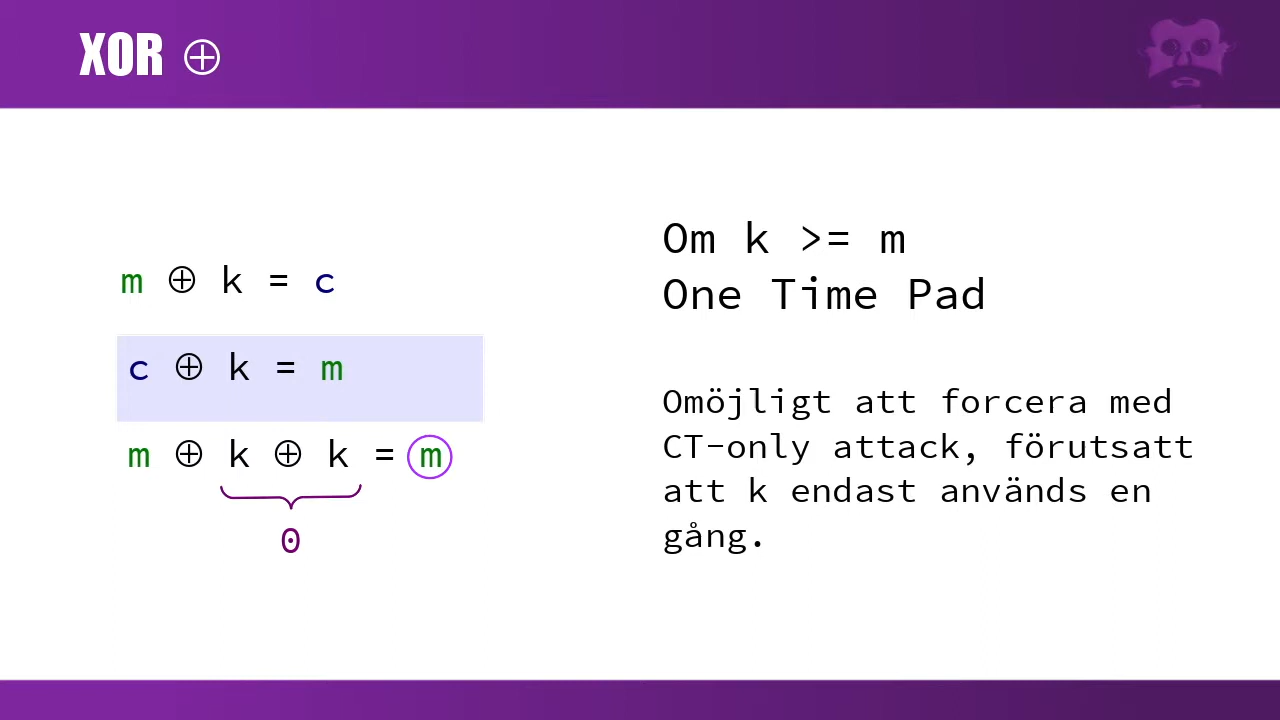 XOR ⊕
m ⊕ k = c
c ⊕ k = m
m ⊕ k ⊕ k = m
0
Om k >= m
One Time Pad
Omöjligt att forcera med
CT-only attack, förutsatt
att k endast används en
gång.